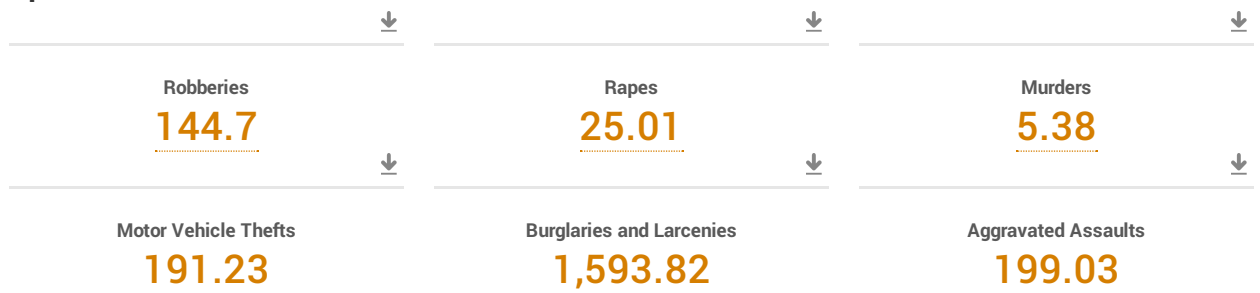 Robberies
Rapes
Murders
144.7
25.01
5.38
Motor Vehicle Thefts
Burglaries and Larcenies
Aggravated Assaults
191.23
1,593.82
199.03